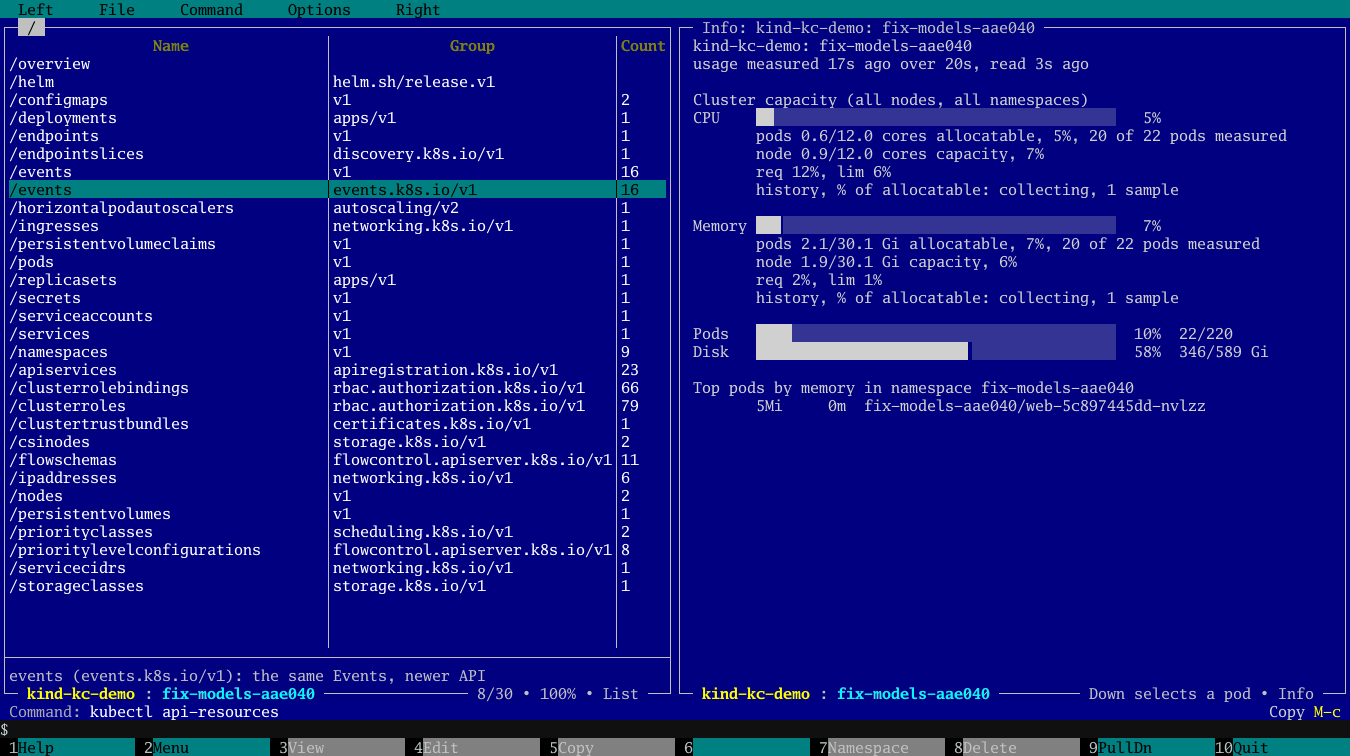 Left File Command Options Right
/
Name Group Count
/overview
/helm helm.sh/release.v1
/configmaps v1 2
/deployments apps/v1 1
/endpoints v1 1
/endpointslices discovery.k8s.io/v1 1
/events v1 16
/events events.k8s.io/v1 16
/horizontalpodautoscalers autoscaling/v2 1
/ingresses networking.k8s.io/v1 1
/persistentvolumeclaims v1 1
/pods v1 1
/replicasets apps/v1 1
/secrets v1 1
/serviceaccounts v1 1
/services v1 1
/namespaces v1 9
/apiservices apiregistration.k8s.io/v1 23
/clusterrolebindings rbac.authorization.k8s.io/v1 66
/clusterroles rbac.authorization.k8s.io/v1 79
/clustertrustbundles certificates.k8s.io/v1 1
/csinodes storage.k8s.io/v1 2
/flowschemas flowcontrol.apiserver.k8s.io/v1 11
/ipaddresses networking.k8s.io/v1 6
/nodes v1 2
/persistentvolumes v1 1
/priorityclasses scheduling.k8s.io/v1 2
/prioritylevelconfigurations flowcontrol.apiserver.k8s.io/v1 8
/servicecidrs networking.k8s.io/v1 1
/storageclasses storage.k8s.io/v1 1
events (events.k8s.io/v1): the same Events, newer API
kind-kc-demo : fix-models-aae040 8/30 • 100% • List
Info: kind-kc-demo: fix-models-aae040
kind-kc-demo: fix-models-aae040
usage measured 17s ago over 20s, read 3s ago
Cluster capacity (all nodes, all namespaces)
CPU 5%
pods 0.6/12.0 cores allocatable, 5%, 20 of 22 pods measured
node 0.9/12.0 cores capacity, 7%
req 12%, lim 6%
history, % of allocatable: collecting, 1 sample
Memory 7%
pods 2.1/30.1 Gi allocatable, 7%, 20 of 22 pods measured
node 1.9/30.1 Gi capacity, 6%
req 2%, lim 1%
history, % of allocatable: collecting, 1 sample
Pods 10% 22/220
Disk 58% 346/589 Gi
Top pods by memory in namespace fix-models-aae040
5Mi 0m fix-models-aae040/web-5c897445dd-nvlzz
kind-kc-demo : fix-models-aae040 Down selects a pod • Info
Command: kubectl api-resources Copy M-c
$
1Help 2Menu 3View 4Edit 5Copy 6 7Namespace 8Delete 9PullDn 10Quit